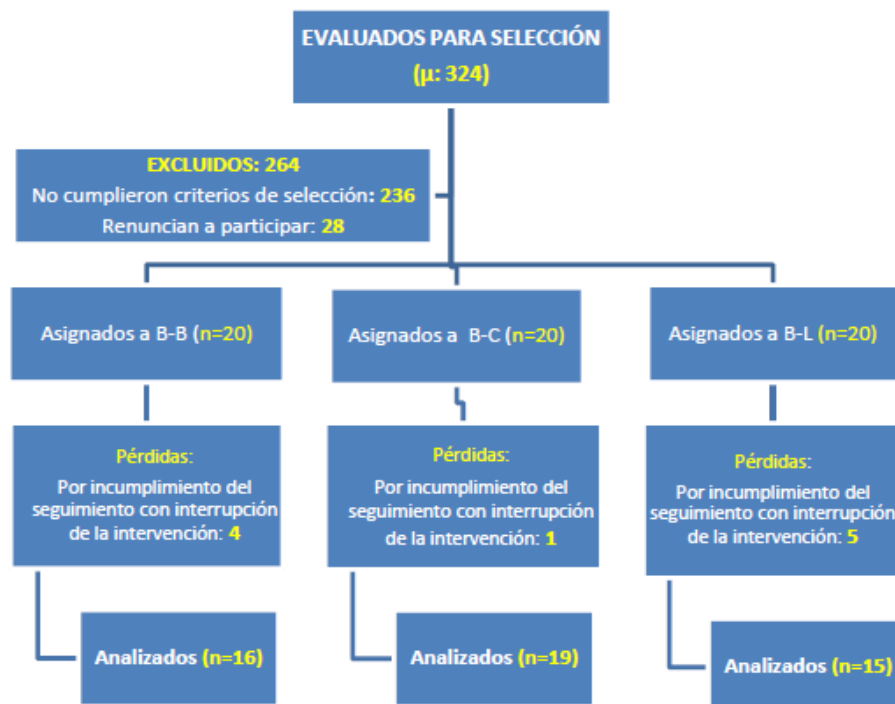 EVALUADOS PARA SELECCIÓN
(µ: 324)
EXCLUIDOS: 264
No cumplieron criterios de selección: 236
Renuncian a participar: 28
Asignados a B-B (n=20)
Asignados a B-C (n=20)
Asignados a B-L (n=20)
Pérdidas:
Por incumplimiento del
seguimiento con interrupción
de la intervención: 4
Pérdidas:
Por incumplimiento del
seguimiento con interrupción
de la intervención: 1
Pérdidas:
Por incumplimiento del
seguimiento con interrupción
de la intervención: 5
Analizados (n=16)
Analizados (n=19)
Analizados (n=15)